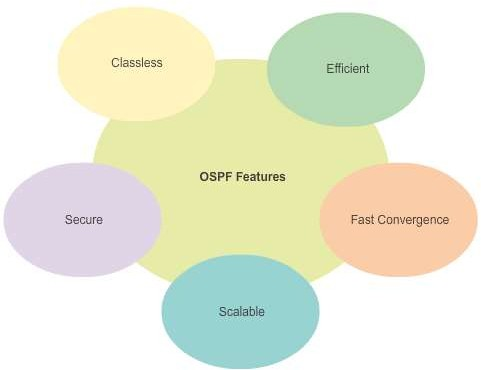 Classless
Efficient
OSPF Features
Secure
Fast Convergence
Scalable